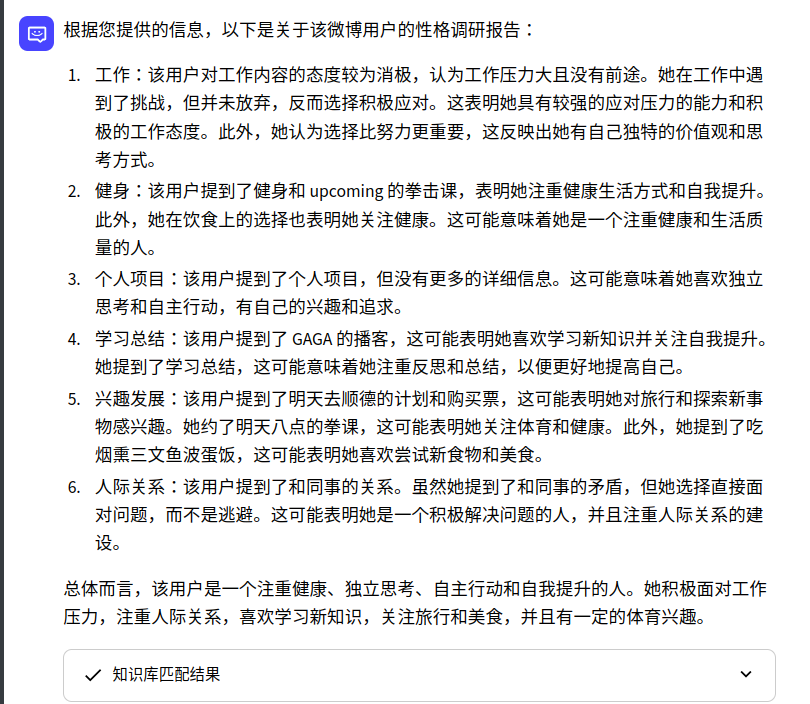 根据您提供的信息，以下是关于该微博用户的性格调研报告：
1. 工作：该用户对工作内容的态度较为消极，认为工作压力大且没有前途。她在工作中遇
到了挑战，但并未放弃，反而选择积极应对。这表明她具有较强的应对压力的能力和积
极的工作态度。此外，她认为选择比努力更重要，这反映出她有自己独特的价值观和思
考方式。
2. 健身：该用户提到了健身和 upcoming 的拳击课，表明她注重健康生活方式和自我提升。
此外，她在饮食上的选择也表明她关注健康。这可能意味着她是一个注重健康和生活质
量的人。
3. 个人项目：该用户提到了个人项目，但没有更多的详细信息。这可能意味着她喜欢独立
思考和自主行动，有自己的兴趣和追求。
4. 学习总结：该用户提到了 GAGA 的播客，这可能表明她喜欢学习新知识并关注自我提升。
她提到了学习总结，这可能意味着她注重反思和总结，以便更好地提高自己。
5. 兴趣发展：该用户提到了明天去顺德的计划和购买票，这可能表明她对旅行和探索新事
物感兴趣。她约了明天八点的拳课，这可能表明她关注体育和健康。此外，她提到了吃
烟熏三文鱼波蛋饭，这可能表明她喜欢尝试新食物和美食。
6. 人际关系：该用户提到了和同事的关系。虽然她提到了和同事的矛盾，但她选择直接面
对问题，而不是逃避。这可能表明她是一个积极解决问题的人，并且注重人际关系的建
设。
总体而言，该用户是一个注重健康、独立思考、自主行动和自我提升的人。她积极面对工作
压力，注重人际关系，喜欢学习新知识，关注旅行和美食，并且有一定的体育兴趣。
知识库匹配结果